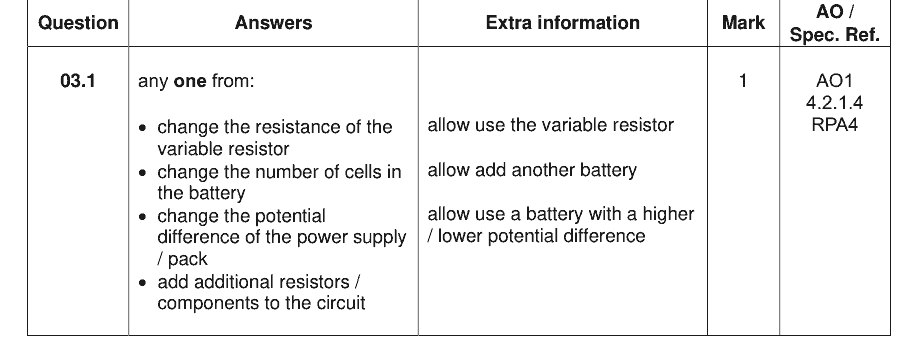 Question Answers Extra information Mark AO /
Spec. Ref.
03.1 any one from: 1 AO1
4.2.1.4
• change the resistance of the allow use the variable resistor RPA4
variable resistor
• change the number of cells in allow add another battery
the battery
• change the potential allow use a battery with a higher
difference of the power supply / lower potential difference
/ pack
• add additional resistors /
components to the circuit